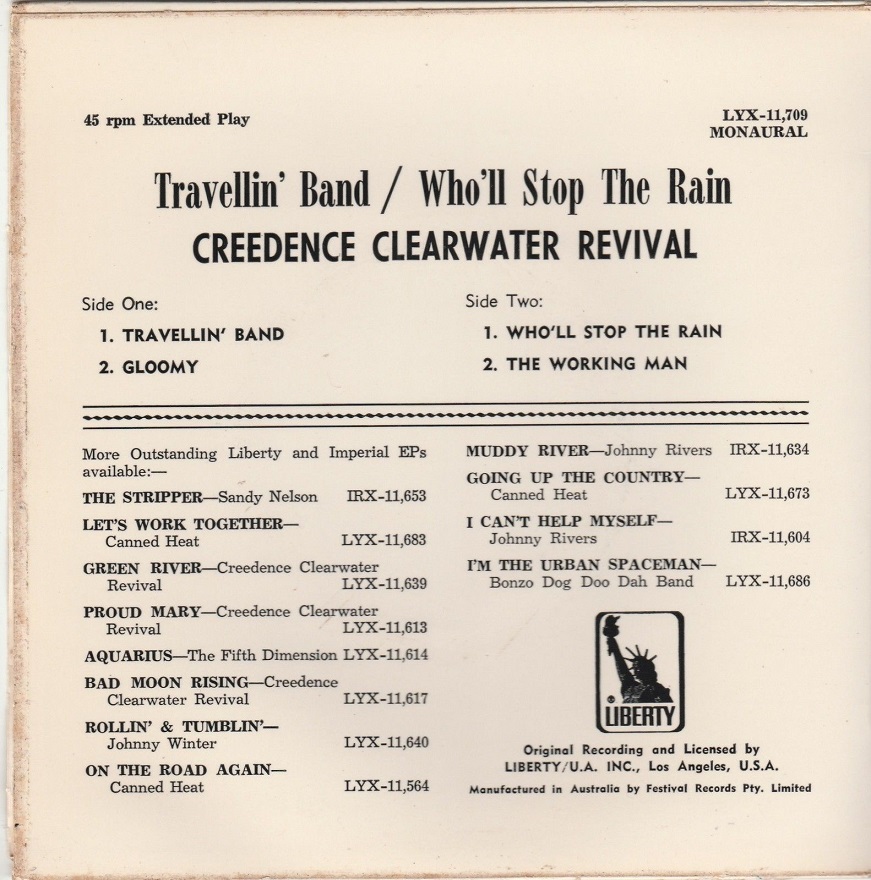 45 rpm Extended Play
LYX-11,709
MONAURAL
Travellin' Band / Who'll Stop The Rain
CREEDENCE CLEARWATER REVIVAL
Side One:
1. TRAVELLIN' BAND
2. GLOOMY
Side Two:
1. WHO'LL STOP THE RAIN
2. THE WORKING MAN
More Outstanding Liberty and Imperial EPs
available:—
THE STRIPPER—Sandy Nelson IRX-11,653
LET'S WORK TOGETHER—
Canned Heat LYX-11,683
GREEN RIVER—Creedence Clearwater
Revival LYX-11,639
PROUD MARY—Creedence Clearwater
Revival LYX-11,613
AQUARIUS—The Fifth Dimension LYX-11,614
BAD MOON RISING—Creedence
Clearwater Revival LYX-11,617
ROLLIN' & TUMBLIN'—
Johnny Winter LYX-11,640
ON THE ROAD AGAIN—
Canned Heat LYX-11,564
MUDDY RIVER—Johnny Rivers IRX-11,634
GOING UP THE COUNTRY—
Canned Heat LYX-11,673
I CAN'T HELP MYSELF—
Johnny Rivers IRX-11,604
I'M THE URBAN SPACEMAN—
Bonzo Dog Doo Dah Band LYX-11,686
®
LIBERTY
Original Recording and Licensed by
LIBERTY/U.A. INC., Los Angeles, U.S.A.
Manufactured in Australia by Festival Records Pty. Limited